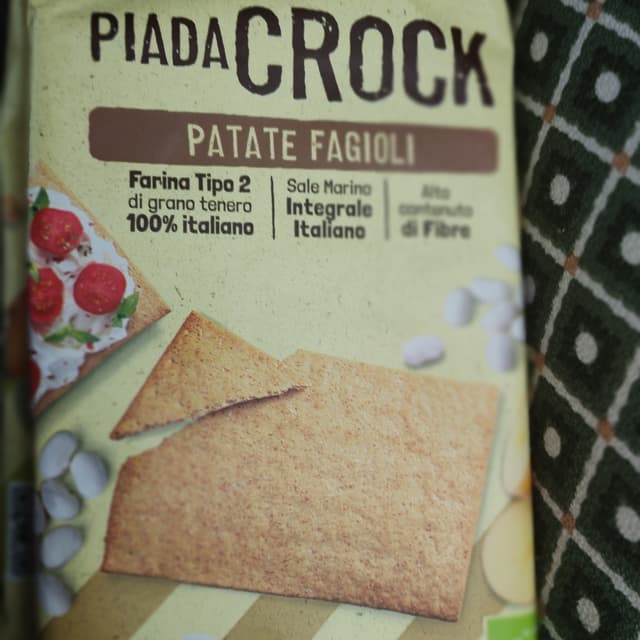 PIADACROCK
PATATE FAGIOLI
Farina Tipo 2
di grano tenero
100% italiano
Sale Marino
Integrale
Italiano
Alto
contenuto
di Fibre